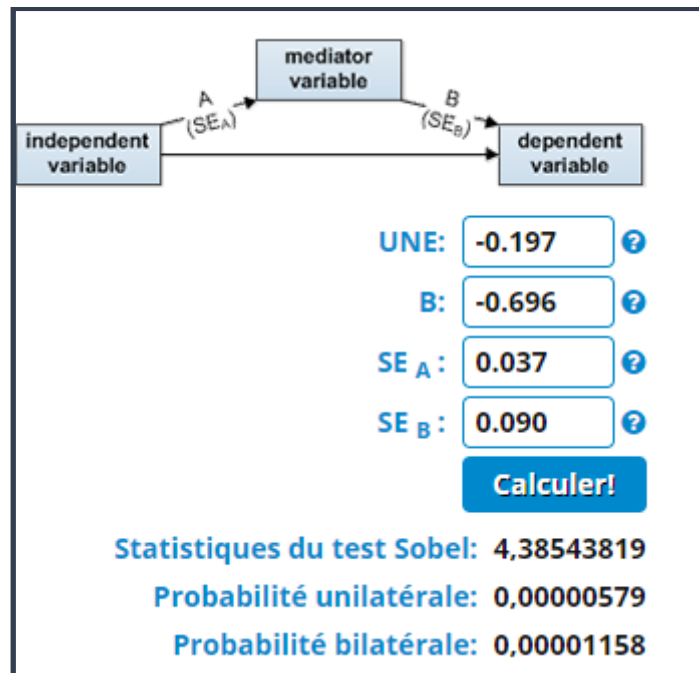 mediator
variable
A
(SEA)
B
(SEB)
independent
variable
dependent
variable
UNE: -0.197 ?
B: -0.696 ?
SE A : 0.037 ?
SE B : 0.090 ?
Calculer!
Statistiques du test Sobel: 4,38543819
Probabilité unilatérale: 0,00000579
Probabilité bilatérale: 0,00001158